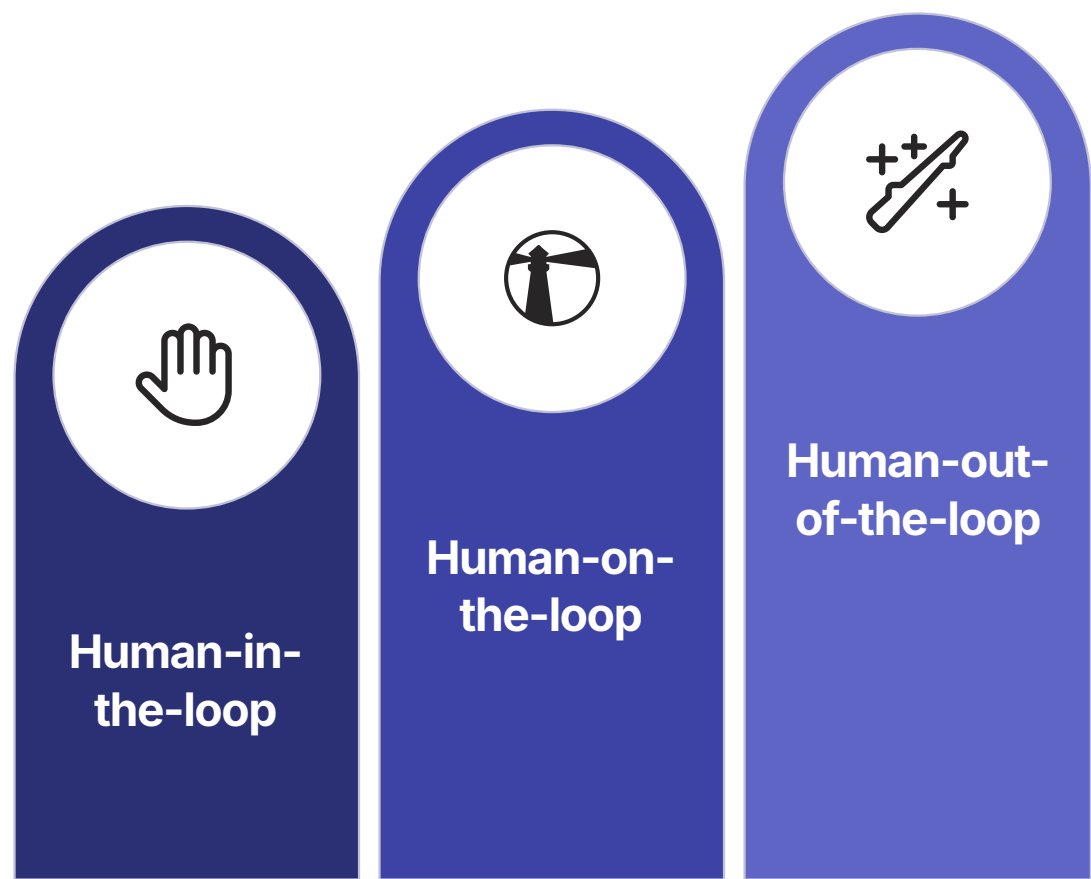 Human-in-
the-loop
Human-on-
the-loop
Human-out-
of-the-loop